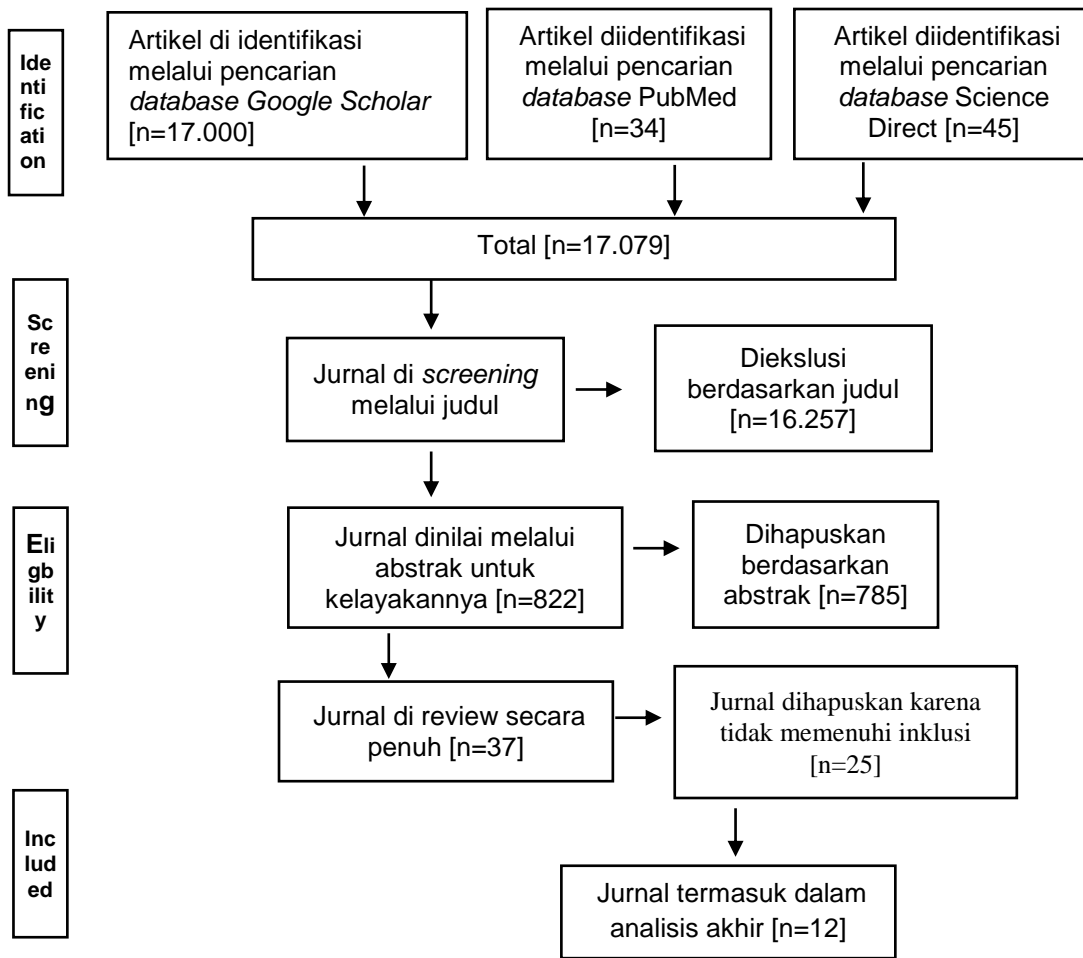 Ide
nti
fic
ati
on
Artikel di identifikasi
melalui pencarian
database Google Scholar
[n=17.000]
Artikel diidentifikasi
melalui pencarian
database PubMed
[n=34]
Artikel diidentifikasi
melalui pencarian
database Science
Direct [n=45]
Total [n=17.079]
Sc
re
eni
ng
Jurnal di screening
melalui judul
Diekslusi
berdasarkan judul
[n=16.257]
Eli
gb
ilit
y
Jurnal dinilai melalui
abstrak untuk
kelayakannya [n=822]
Dihapuskan
berdasarkan
abstrak [n=785]
Jurnal di review secara
penuh [n=37]
Jurnal dihapuskan karena
tidak memenuhi inklusi
[n=25]
Inc
lud
ed
Jurnal termasuk dalam
analisis akhir [n=12]